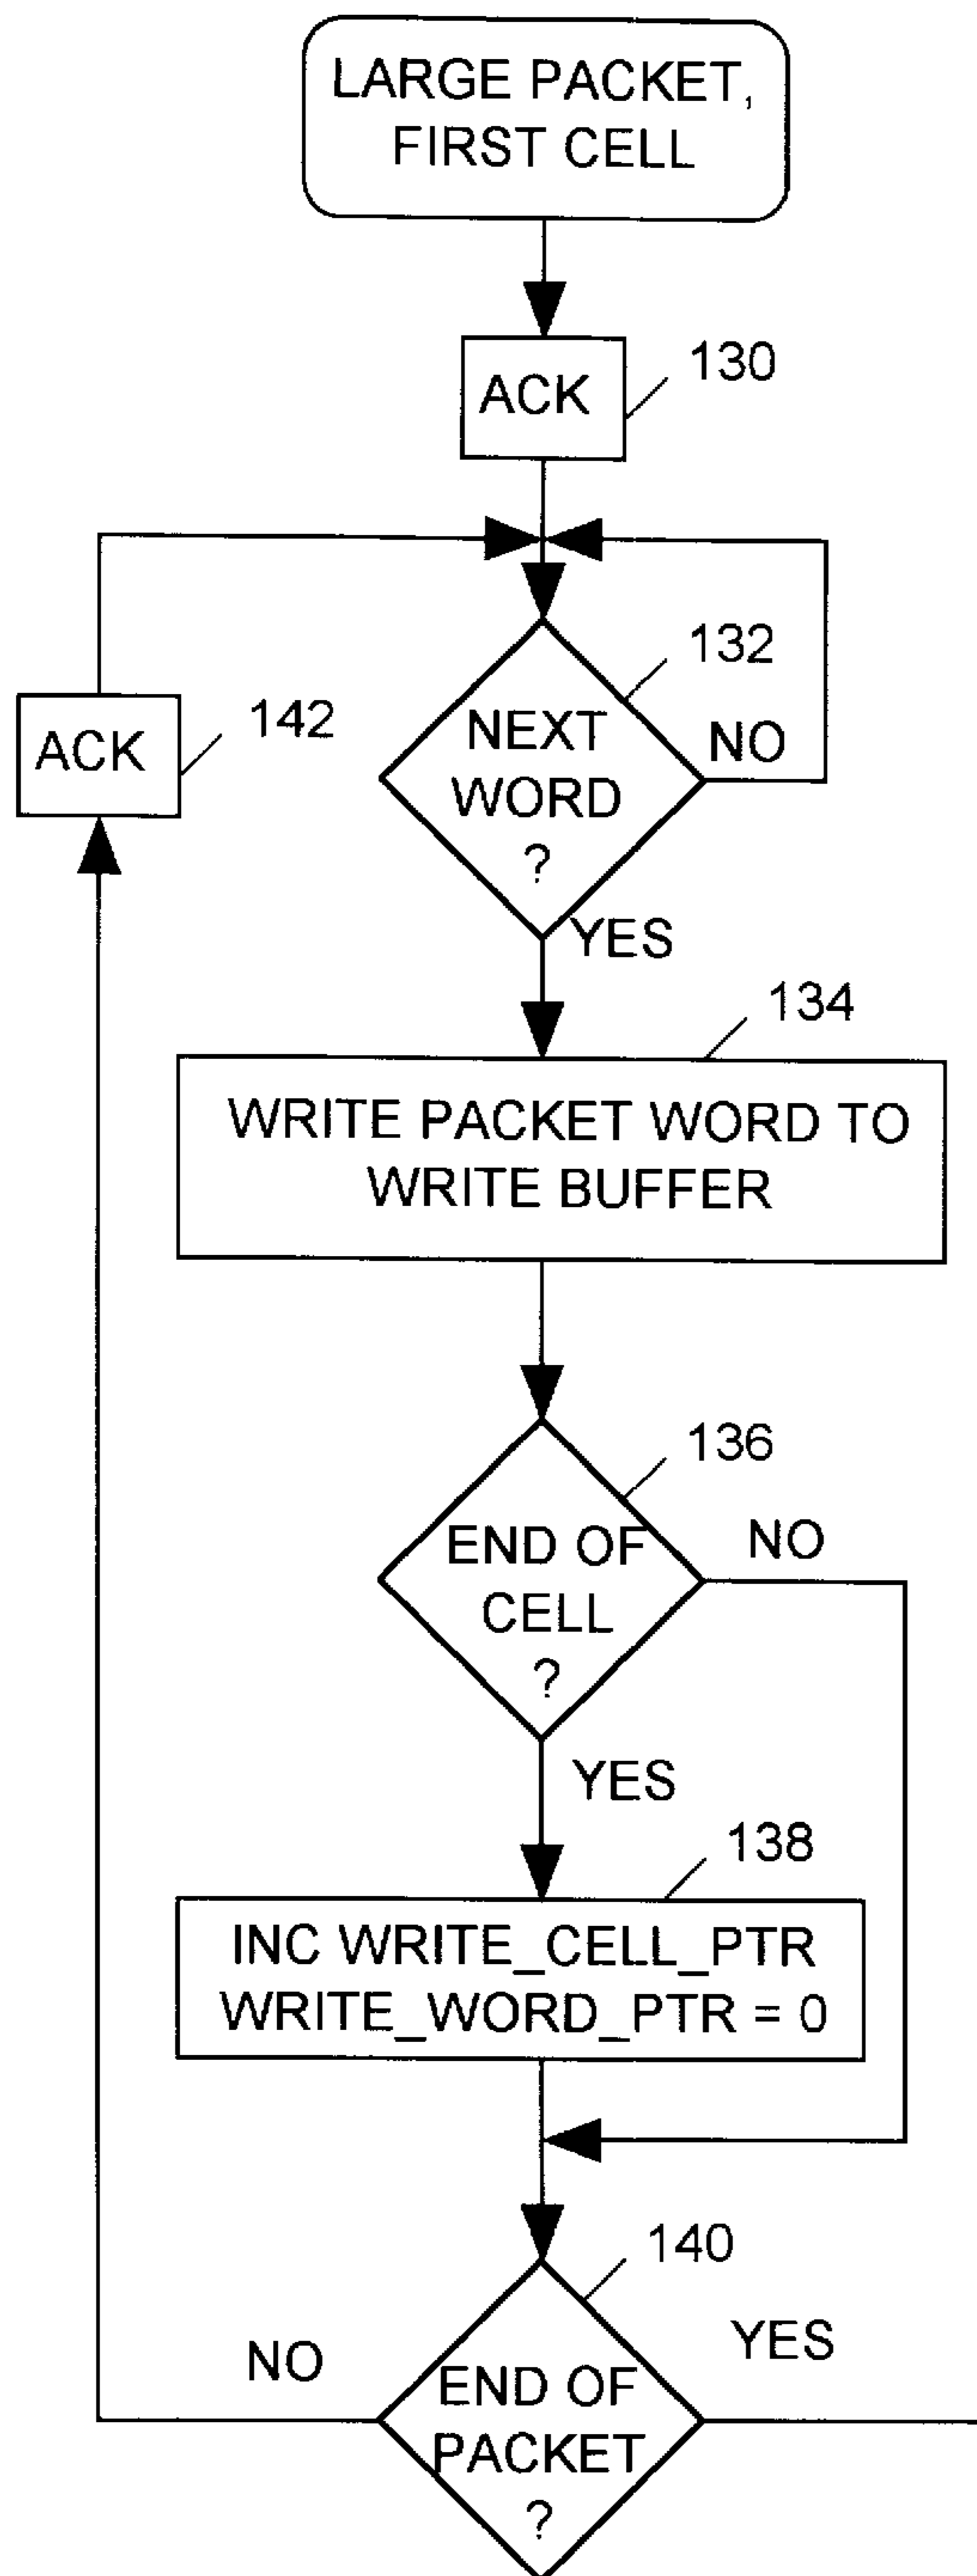 LARGE PACKET,
FIRST CELL
ACK
130
132
NEXT
WORD
?
NO
ACK
142
YES
134
WRITE PACKET WORD TO
WRITE BUFFER
136
END OF
CELL
?
NO
YES
138
INC WRITE_CELL_PTR
WRITE_WORD_PTR = 0
140
NO
YES
END OF
PACKET
?